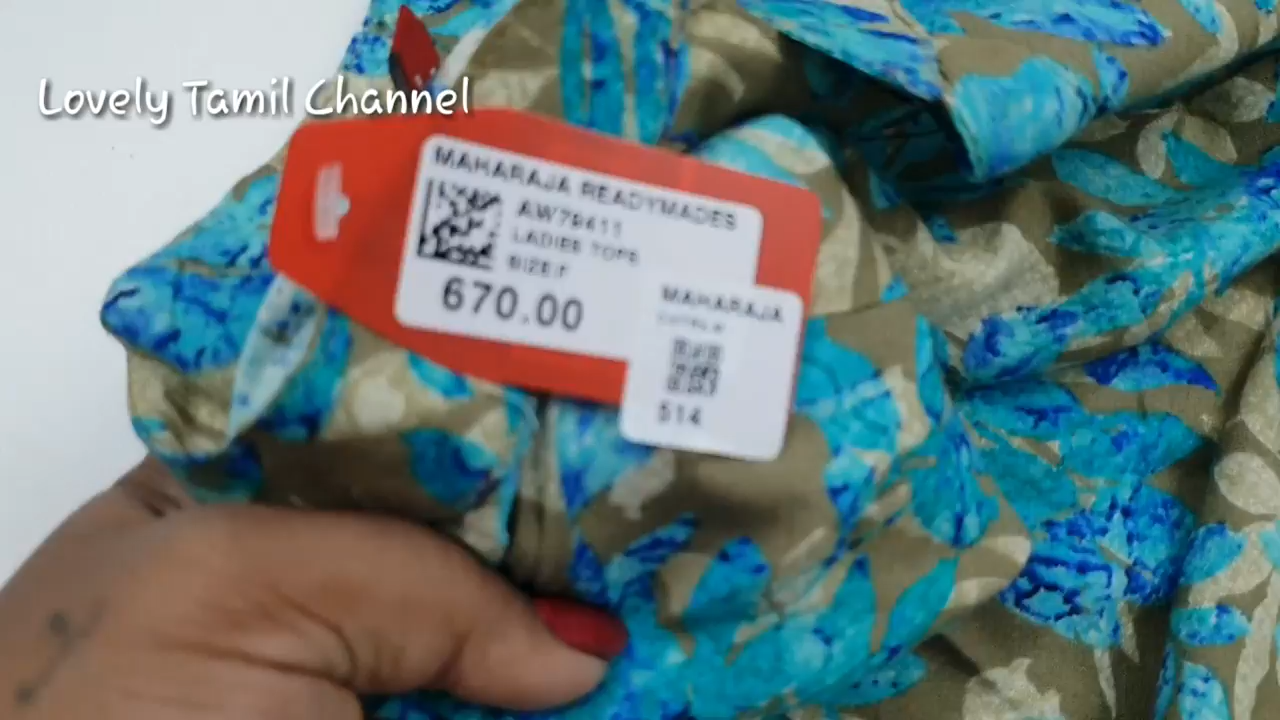 Lovely Tamil Channel
MAHARAJA READYMADES
AW79411
LADIES TOPS
SIZE:F
670.00
MAHARAJA
514